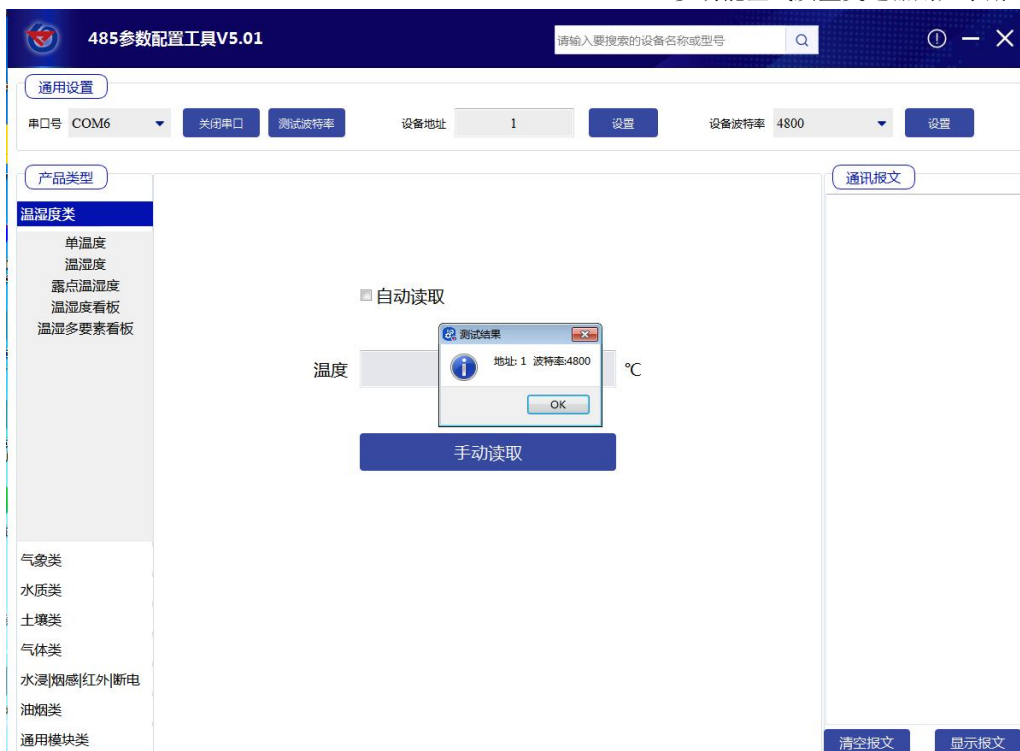 485参数配置工具V5.01
请输入要搜索的设备名称或型号
通用设置
串口号 COM6 关闭串口 测试波特率 设备地址 1 设置 设备波特率 4800 设置
产品类型
通讯报文
温湿度类
单温度
温湿度
露点温湿度
温湿度看板
温湿多要素看板
自动读取
测试结果
地址: 1 波特率:4800
OK
温度 ℃
手动读取
气象类
水质类
土壤类
气体类
水浸|烟感|红外|断电
油烟类
通用模块类
清空报文 显示报文